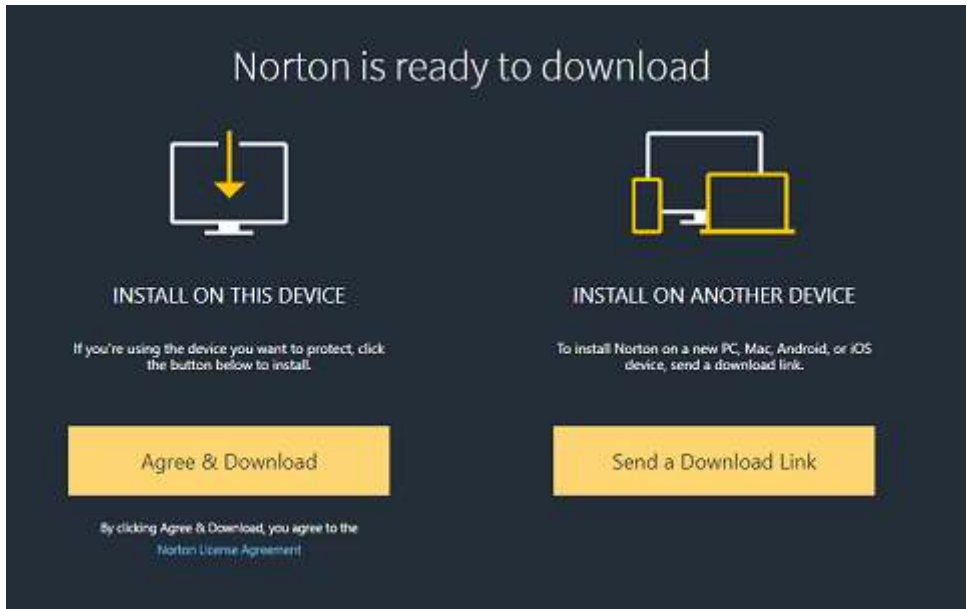 Norton is ready to download
INSTALL ON THIS DEVICE
If you're using the device you want to protect, click
the button below to install.
Agree & Download
By clicking Agree & Download, you agree to the
Norton License Agreement
INSTALL ON ANOTHER DEVICE
To install Norton on a new PC, Mac, Android, or iOS
device, send a download link.
Send a Download Link